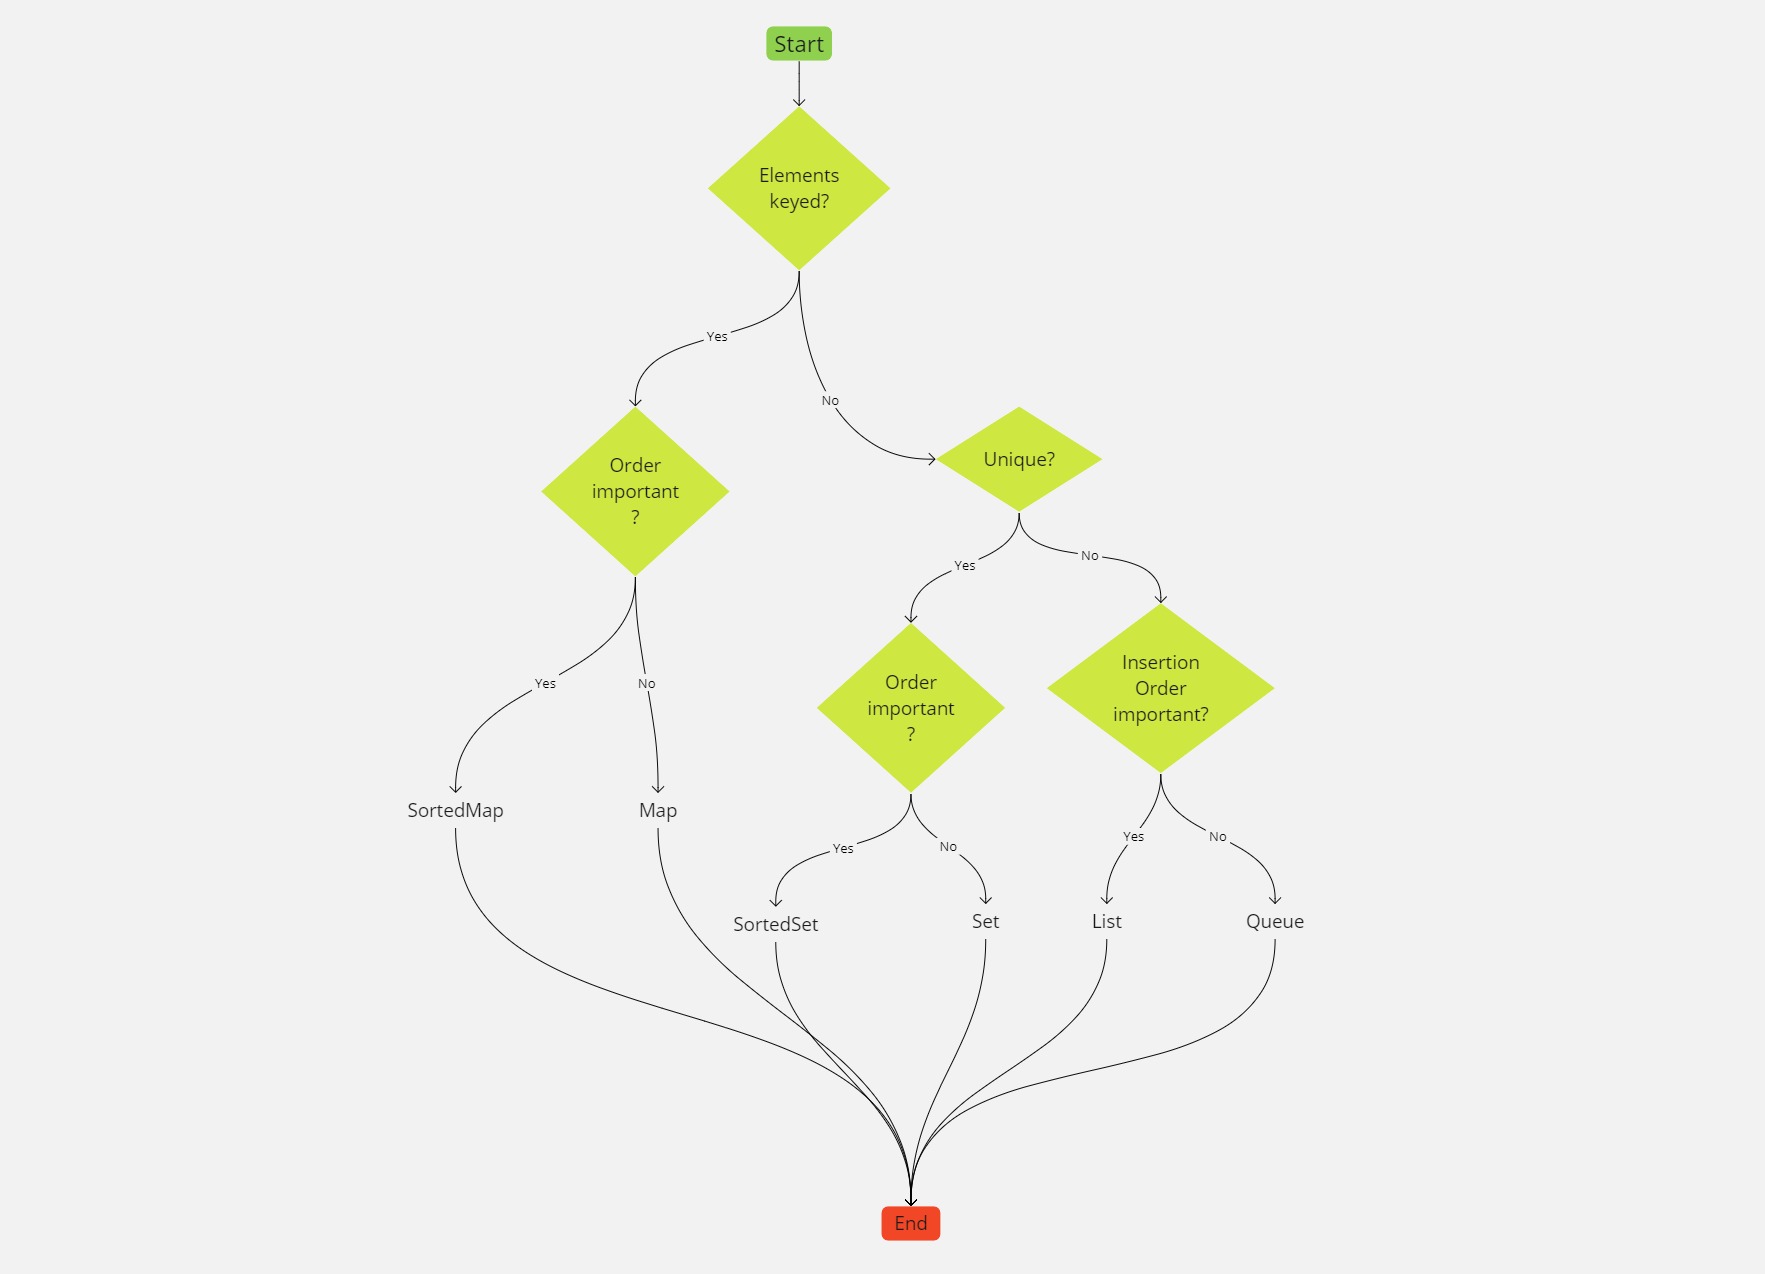 Start
Elements
keyed?
Yes
No
Order
important
?
Unique?
Yes
No
Yes
No
Order
important
?
Insertion
Order
important?
SortedMap
Map
Yes
No
Yes
No
SortedSet
Set
List
Queue
End